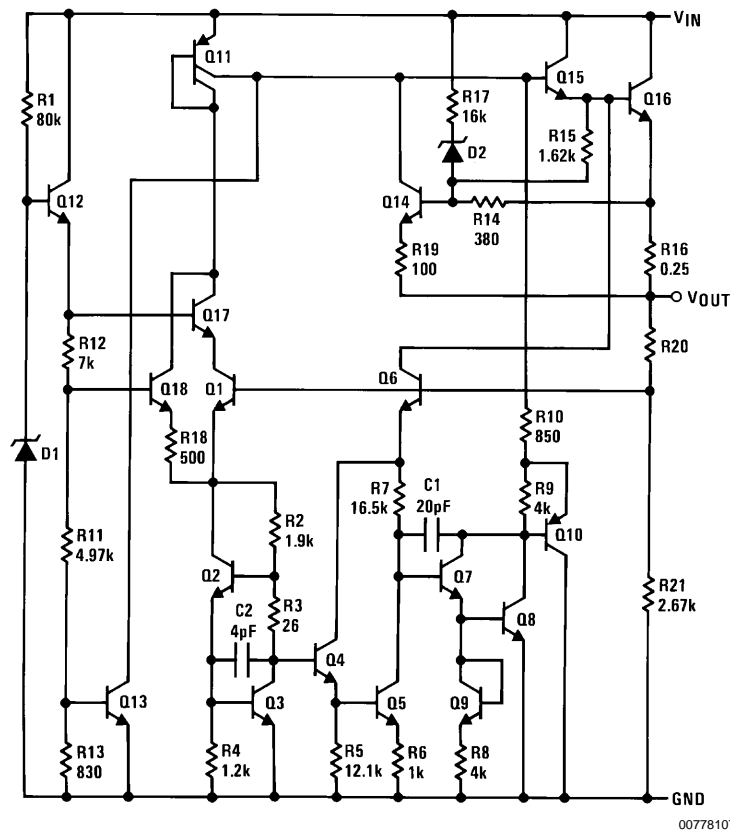 VIN
Q11
Q15
Q16
R1
80k
R17
16k
R15
1.62k
D2
Q12
Q14
R14
380
R19
100
R16
0.25
VOUT
Q17
R12
7k
R20
Q18
Q1
Q6
R18
500
R10
850
D1
R7
16.5k
C1
20pF
R9
4k
Q10
R2
1.9k
R11
4.97k
Q2
Q7
R3
26
R21
2.67k
C2
4pF
Q8
Q4
Q13
Q3
Q5
Q9
R13
830
R4
1.2k
R5
12.1k
R6
1k
R8
4k
GND
00778107